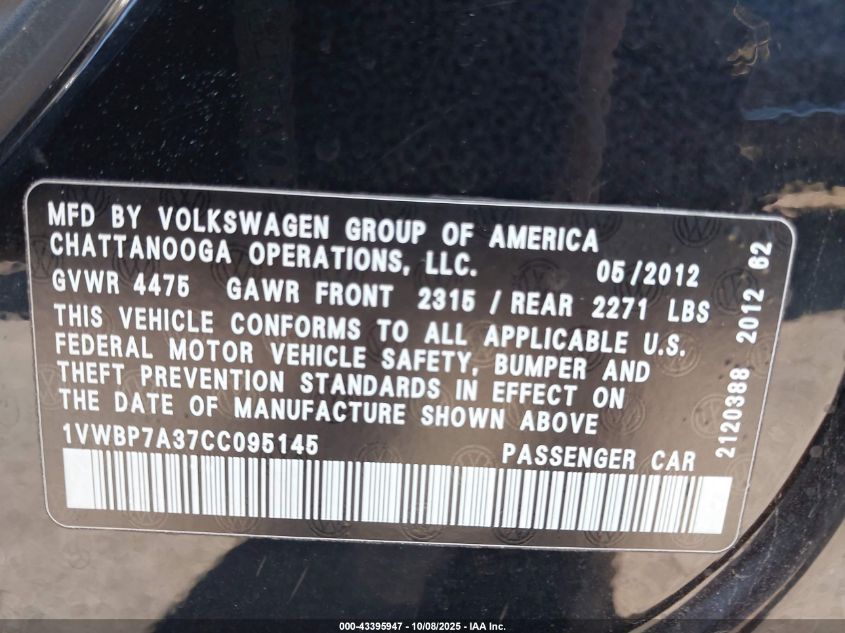 MFD BY VOLKSWAGEN GROUP OF AMERICA
CHATTANOOGA OPERATIONS, LLC. 05/2012
GVWR 4475 GAWR FRONT 2315 / REAR 2271 LBS
THIS VEHICLE CONFORMS TO ALL APPLICABLE U.S.
FEDERAL MOTOR VEHICLE SAFETY, BUMPER AND
THEFT PREVENTION STANDARDS IN EFFECT ON
THE DATE OF MANUFACTURE SHOWN ABOVE
1VWBP7A37CC095145 PASSENGER CAR
2120388 2012 62
000-43395947 - 10/08/2025 - IAA Inc.